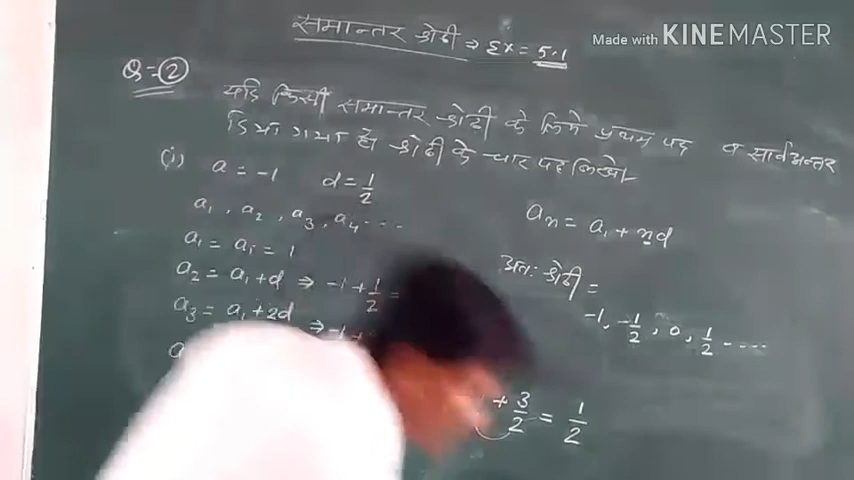 समान्तर श्रेढी ⇒ Ex = 5.1
Made with KINEMASTER
Q=②
यदि किसी समान्तर श्रेढी के लिये प्रथम पद व सार्वअन्तर
दिया गया है। श्रेढी के चार पद लिखो
(i) a = -1 d = 1/2
a₁, a₂, a₃, a₄ ....
aₙ = a₁ + nd
a₁ = a₁ = 1
a₂ = a₁ + d ⇒ -1 + 1/2 =
a₃ = a₁ + 2d ⇒ -1 +
अतः श्रेढी =
-1, -1/2, 0, 1/2 ....
+ 3/2 = 1/2